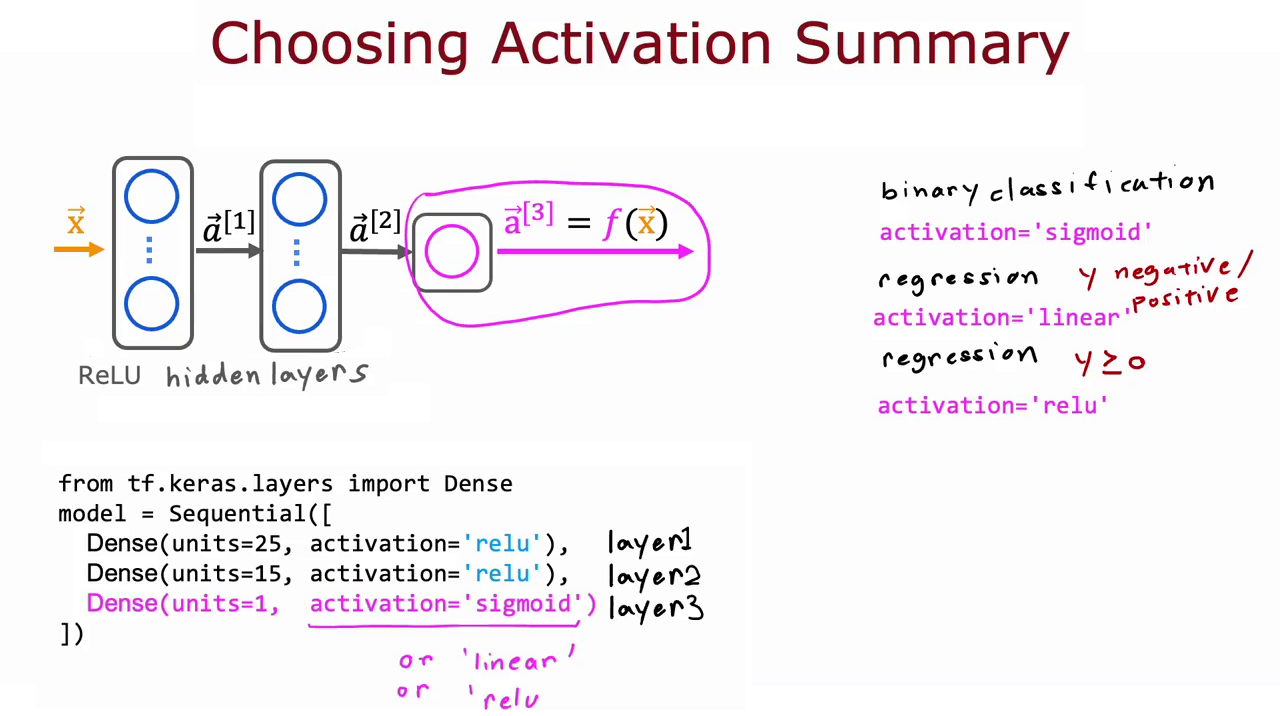 Choosing Activation Summary
x⃗ a⃗[1] a⃗[2] a⃗[3] = f(x⃗)
ReLU hidden layers
binary classification
activation='sigmoid'
regression y negative/
positive
activation='linear'
regression y ≥ 0
activation='relu'
from tf.keras.layers import Dense
model = Sequential([
Dense(units=25, activation='relu'), layer1
Dense(units=15, activation='relu'), layer2
Dense(units=1, activation='sigmoid') layer3
])
or 'linear'
or 'relu